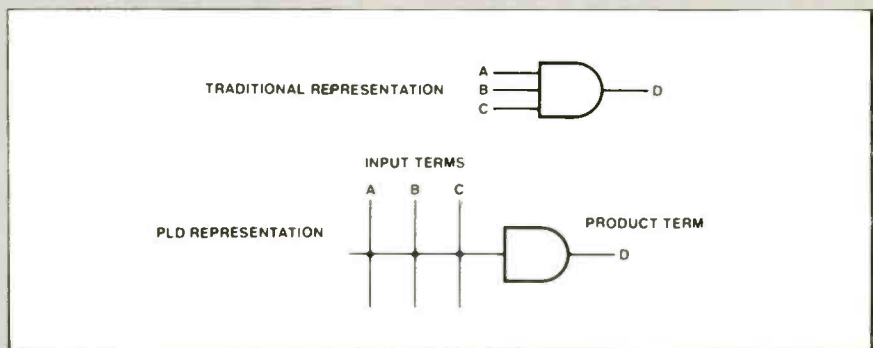 A
TRADITIONAL REPRESENTATION
B
D
C
INPUT TERMS
A B C
PLD REPRESENTATION
PRODUCT TERM
D